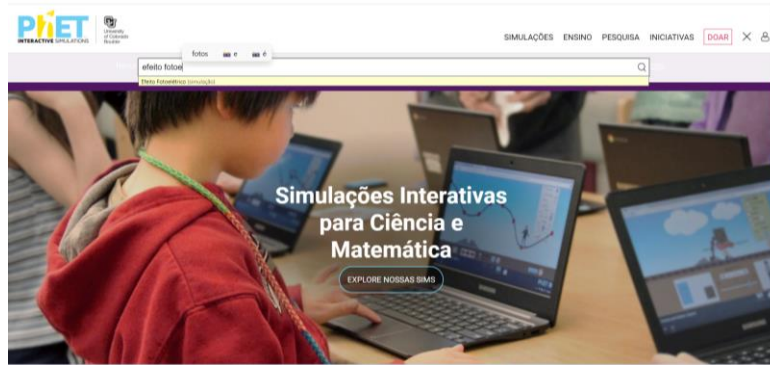 PhET
INTERACTIVE SIMULATIONS
University
of Colorado
Boulder
SIMULAÇÕES ENSINO PESQUISA INICIATIVAS DOAR
fotos e é
efeito fotoe
Efeito Fotoelétrico (simulação)
Simulações Interativas
para Ciência e
Matemática
EXPLORE NOSSAS SIMS
SAMSUNG